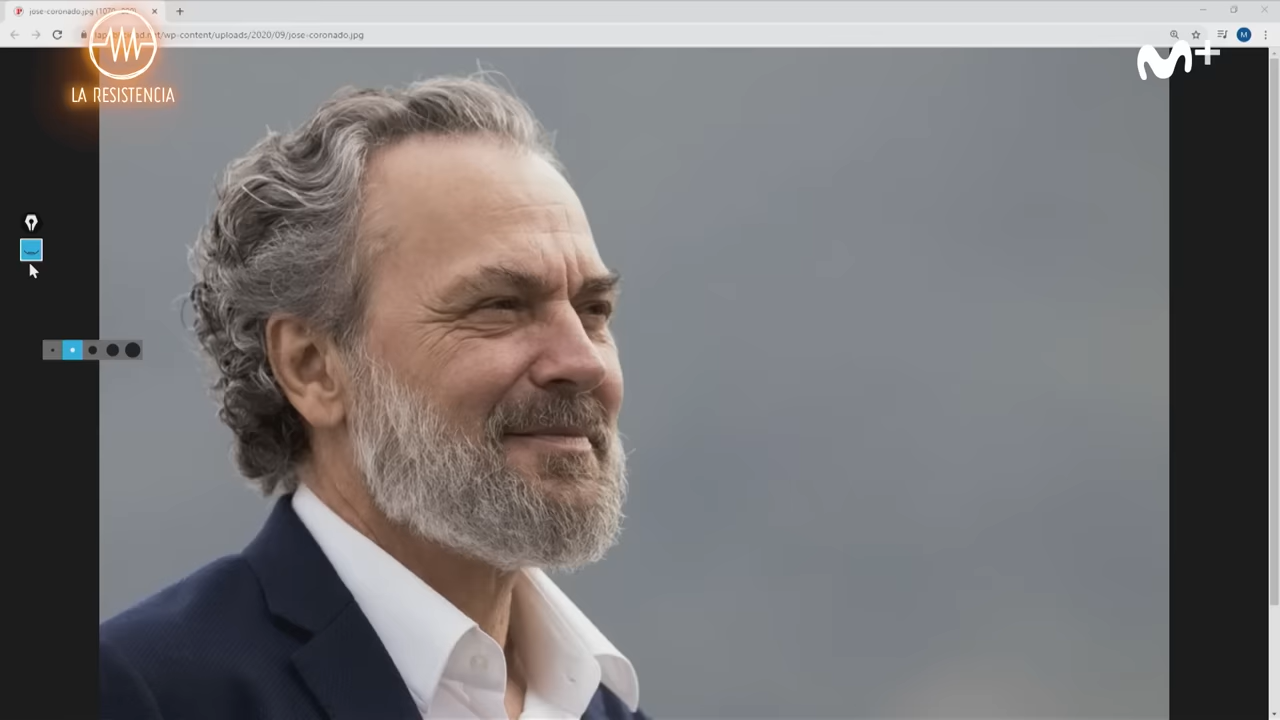 jose-coronado.jpg
wp-content/uploads/2020/09/jose-coronado.jpg
M
LA RESISTENCIA
M+